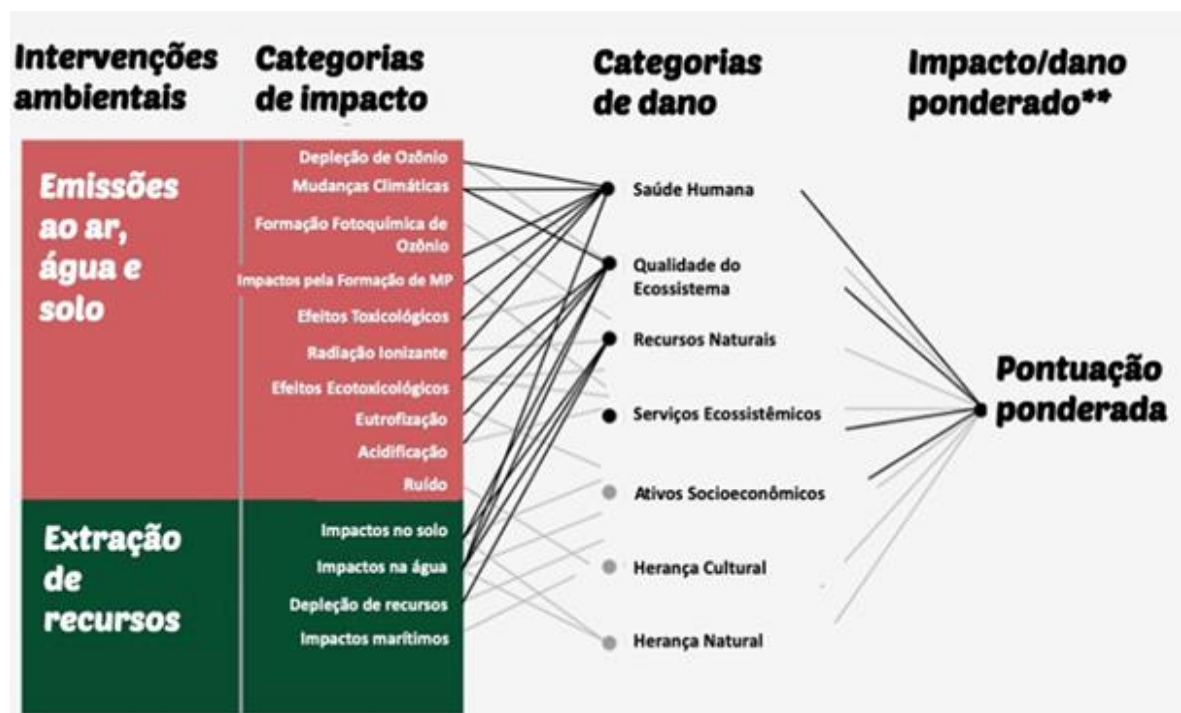 Intervenções
ambientais
Categorias
de impacto
Categorias
de dano
Impacto/dano
ponderado**
Emissões
ao ar,
água e
solo
Depleção de Ozônio
Mudanças Climáticas
Formação Fotoquímica de
Ozônio
Impactos pela Formação de MP
Efeitos Toxicológicos
Radiação Ionizante
Efeitos Ecotoxicológicos
Eutrofização
Acidificação
Ruído
Extração
de
recursos
Impactos no solo
Impactos na água
Depleção de recursos
Impactos marítimos
Saúde Humana
Qualidade do
Ecossistema
Recursos Naturais
Serviços Ecossistêmicos
Ativos Socioeconômicos
Herança Cultural
Herança Natural
Pontuação
ponderada